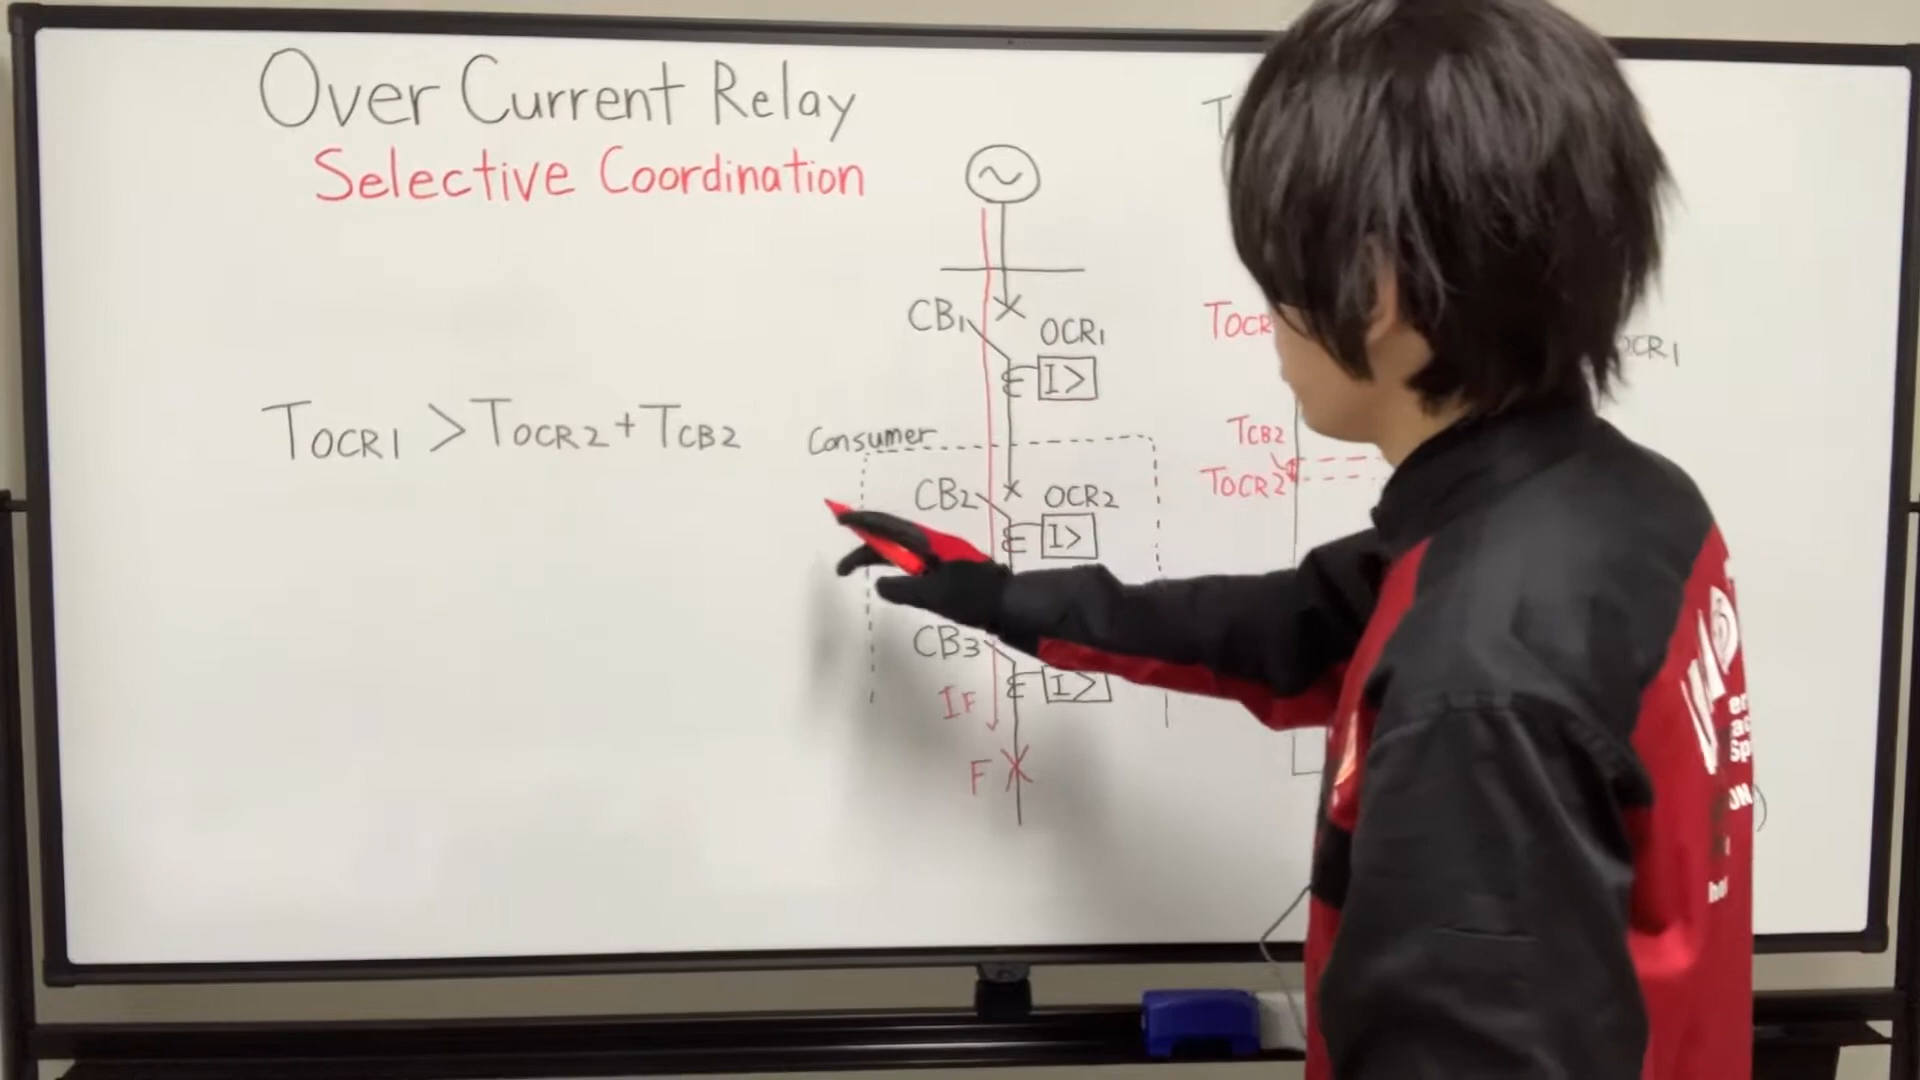 Over Current Relay
Selective Coordination
TOCR1 > TOCR2 + TCB2
~
CB1
OCR1
I>
Consumer
CB2
OCR2
I>
CB3
I>
IF
F
T
TOCR
OCR1
TCB2
TOCR2